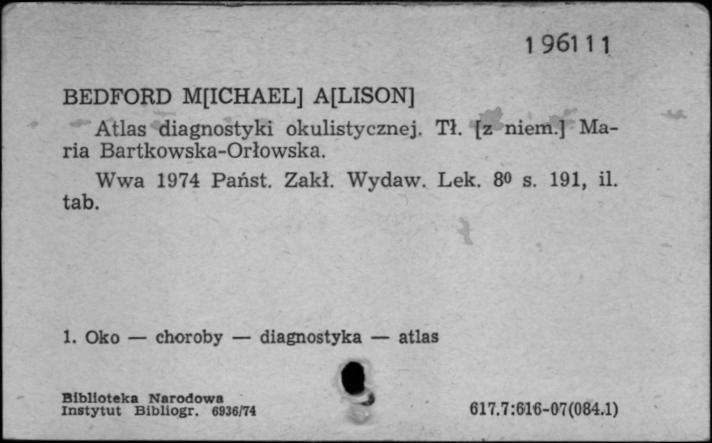 196111
BEDFORD M[ICHAEL] A[LISON]
Atlas diagnostyki okulistycznej. Tł. [z niem.] Ma-
ria Bartkowska-Orłowska.
Wwa 1974 Państ. Zakł. Wydaw. Lek. 8⁰ s. 191, il.
tab.
1. Oko — choroby — diagnostyka — atlas
Biblioteka Narodowa
Instytut Bibliogr. 6936/74
617.7:616-07(084.1)